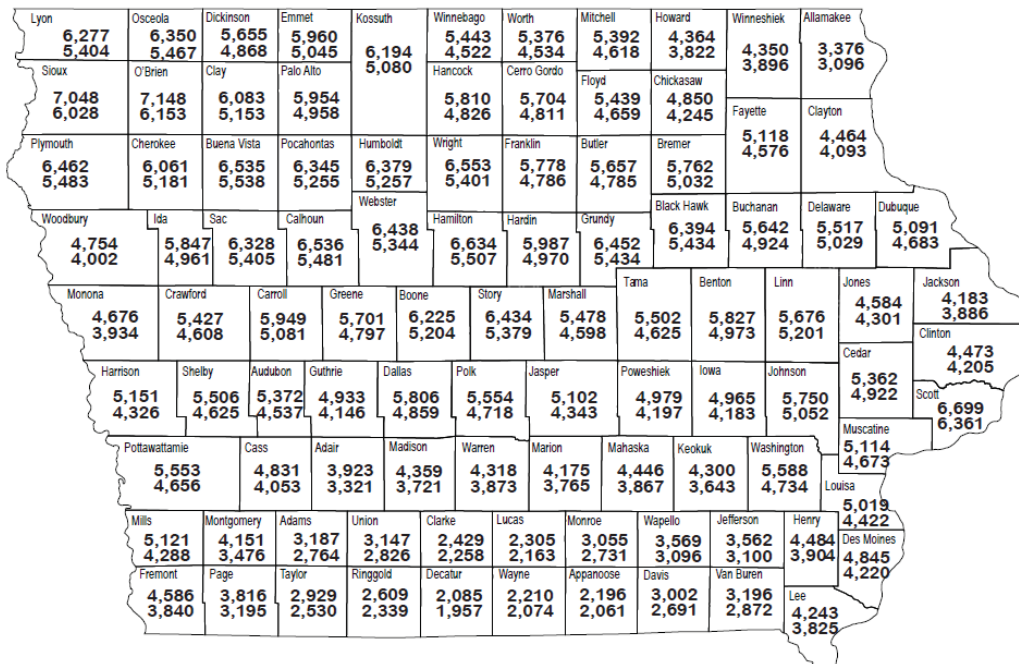 Lyon
6,277
5,404
Osceola
6,350
5,467
Dickinson
5,655
4,868
Emmet
5,960
5,045
Kossuth
6,194
5,080
Winnebago
5,443
4,522
Worth
5,376
4,534
Mitchell
5,392
4,618
Howard
4,364
3,822
Winneshiek
4,350
3,896
Allamakee
3,376
3,096
Sioux
7,048
6,028
O'Brien
7,148
6,153
Clay
6,083
5,153
Palo Alto
5,954
4,958
Hancock
5,810
4,826
Cerro Gordo
5,704
4,811
Floyd
5,439
4,659
Chickasaw
4,850
4,245
Fayette
5,118
4,576
Clayton
4,464
4,093
Plymouth
6,462
5,483
Cherokee
6,061
5,181
Buena Vista
6,535
5,538
Pocahontas
6,345
5,255
Humboldt
6,379
5,257
Wright
6,553
5,401
Franklin
5,778
4,786
Butler
5,657
4,785
Bremer
5,762
5,032
Woodbury
4,754
4,002
Ida
5,847
4,961
Sac
6,328
5,405
Calhoun
6,536
5,481
Webster
6,438
5,344
Hamilton
6,634
5,507
Hardin
5,987
4,970
Grundy
6,452
5,434
Black Hawk
6,394
5,434
Buchanan
5,642
4,924
Delaware
5,517
5,029
Dubuque
5,091
4,683
Monona
4,676
3,934
Crawford
5,427
4,608
Carroll
5,949
5,081
Greene
5,701
4,797
Boone
6,225
5,204
Story
6,434
5,379
Marshall
5,478
4,598
Tama
5,502
4,625
Benton
5,827
4,973
Linn
5,676
5,201
Jones
4,584
4,301
Jackson
4,183
3,886
Clinton
4,473
4,205
Harrison
5,151
4,326
Shelby
5,506
4,625
Audubon
5,372
4,537
Guthrie
4,933
4,146
Dallas
5,806
4,859
Polk
5,554
4,718
Jasper
5,102
4,343
Poweshiek
4,979
4,197
Iowa
4,965
4,183
Johnson
5,750
5,052
Cedar
5,362
4,922
Scott
6,699
6,361
Muscatine
5,114
4,673
Pottawattamie
5,553
4,656
Cass
4,831
4,053
Adair
3,923
3,321
Madison
4,359
3,721
Warren
4,318
3,873
Marion
4,175
3,765
Mahaska
4,446
3,867
Keokuk
4,300
3,643
Washington
5,588
4,734
Louisa
5,019
4,422
Mills
5,121
4,288
Montgomery
4,151
3,476
Adams
3,187
2,764
Union
3,147
2,826
Clarke
2,429
2,258
Lucas
2,305
2,163
Monroe
3,055
2,731
Wapello
3,569
3,096
Jefferson
3,562
3,100
Henry
4,484
3,904
Des Moines
4,845
4,220
Fremont
4,586
3,840
Page
3,816
3,195
Taylor
2,929
2,530
Ringgold
2,609
2,339
Decatur
2,085
1,957
Wayne
2,210
2,074
Appanoose
2,196
2,061
Davis
3,002
2,691
Van Buren
3,196
2,872
Lee
4,243
3,825